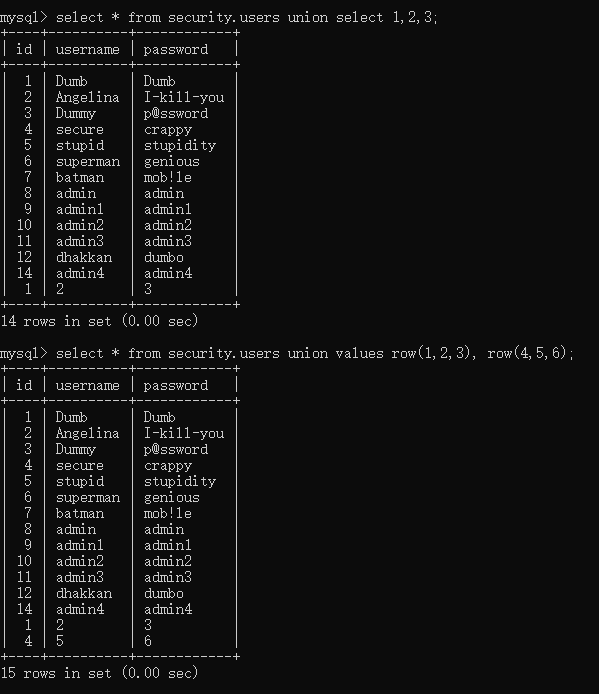 mysql> select * from security.users union select 1,2,3;
+----+----------+------------+
| id | username | password   |
+----+----------+------------+
|  1 | Dumb     | Dumb       |
|  2 | Angelina | I-kill-you |
|  3 | Dummy    | p@ssword   |
|  4 | secure   | crappy     |
|  5 | stupid   | stupidity  |
|  6 | superman | genious    |
|  7 | batman   | mob!le     |
|  8 | admin    | admin      |
|  9 | admin1   | admin1     |
| 10 | admin2   | admin2     |
| 11 | admin3   | admin3     |
| 12 | dhakkan  | dumbo      |
| 14 | admin4   | admin4     |
|  1 | 2        | 3          |
+----+----------+------------+
14 rows in set (0.00 sec)
mysql> select * from security.users union values row(1,2,3), row(4,5,6);
+----+----------+------------+
| id | username | password   |
+----+----------+------------+
|  1 | Dumb     | Dumb       |
|  2 | Angelina | I-kill-you |
|  3 | Dummy    | p@ssword   |
|  4 | secure   | crappy     |
|  5 | stupid   | stupidity  |
|  6 | superman | genious    |
|  7 | batman   | mob!le     |
|  8 | admin    | admin      |
|  9 | admin1   | admin1     |
| 10 | admin2   | admin2     |
| 11 | admin3   | admin3     |
| 12 | dhakkan  | dumbo      |
| 14 | admin4   | admin4     |
|  1 | 2        | 3          |
|  4 | 5        | 6          |
+----+----------+------------+
15 rows in set (0.00 sec)